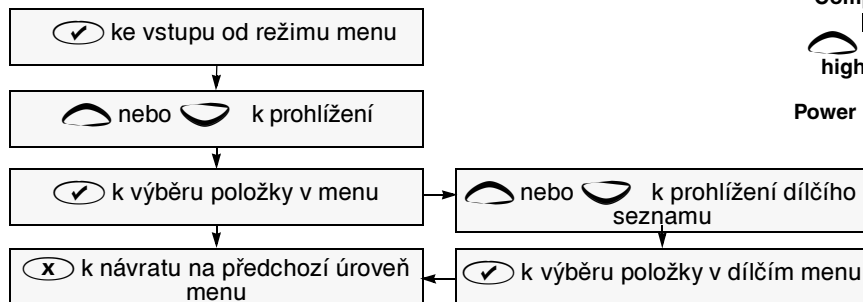 ✔ ke vstupu od režimu menu
nebo k prohlížení
✔ k výběru položky v menu
nebo k prohlížení dílčího
seznamu
x k návratu na předchozí úroveň
menu
✔ k výběru položky v dílčím menu
high
Power